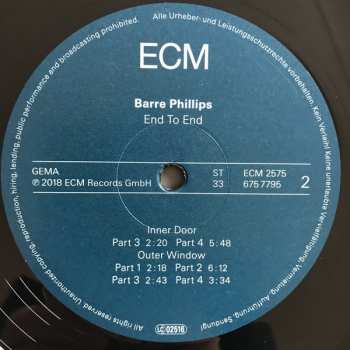 ECM
Barre Phillips
End To End
GEMA
ST
ECM 2575
℗ 2018 ECM Records GmbH
33
675 7795
2
Inner Door
Part 3 2:20 Part 4 5:48
Outer Window
Part 1 2:18 Part 2 6:12
Part 3 2:43 Part 4 3:34
LC 02516
Alle Urheber- und Leistungsschutzrechte vorbehalten. Kein Verleih! Keine unerlaubte Vervielfältigung, Vermietung, Aufführung, Sendung!
All rights reserved. Unauthorized copying, reproduction, hiring, lending, public performance and broadcasting prohibited.